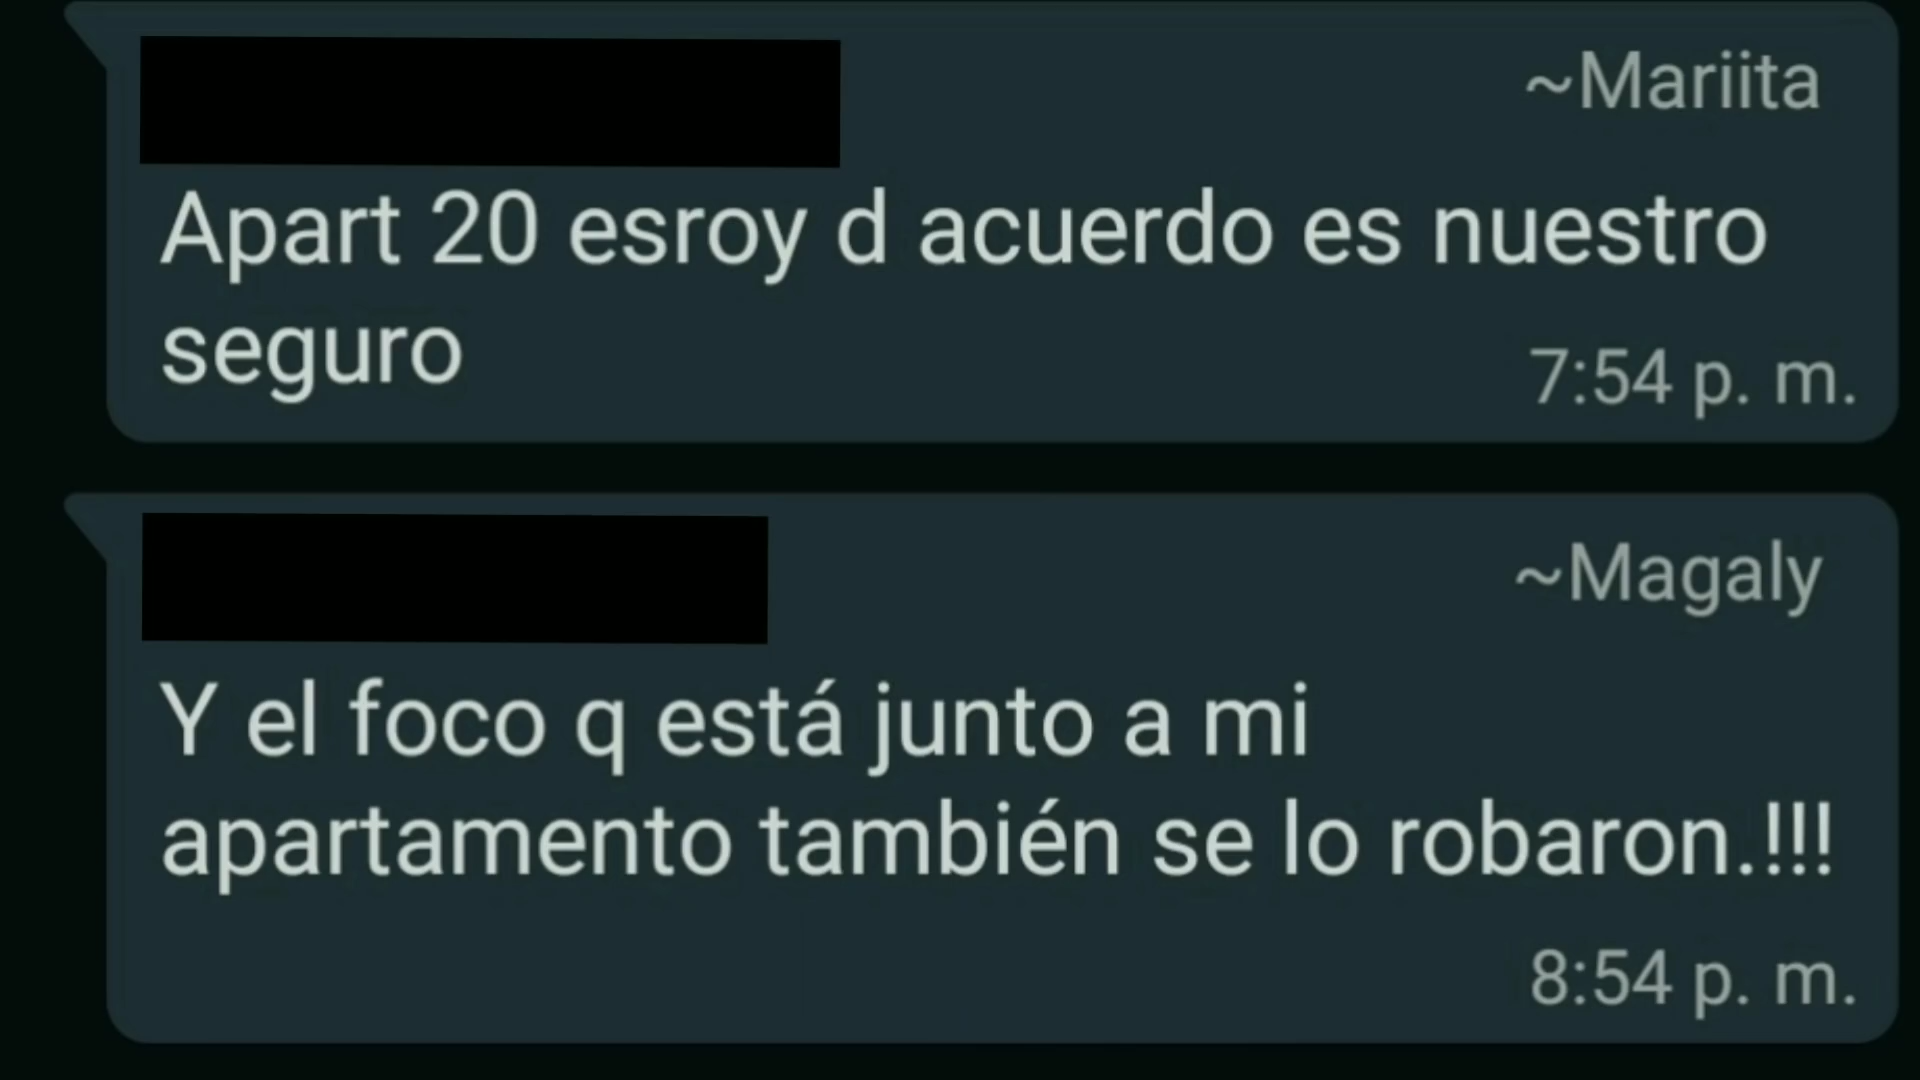 ~Mariita
Apart 20 esroy d acuerdo es nuestro
seguro
7:54 p. m.
~Magaly
Y el foco q está junto a mi
apartamento también se lo robaron.!!!
8:54 p. m.